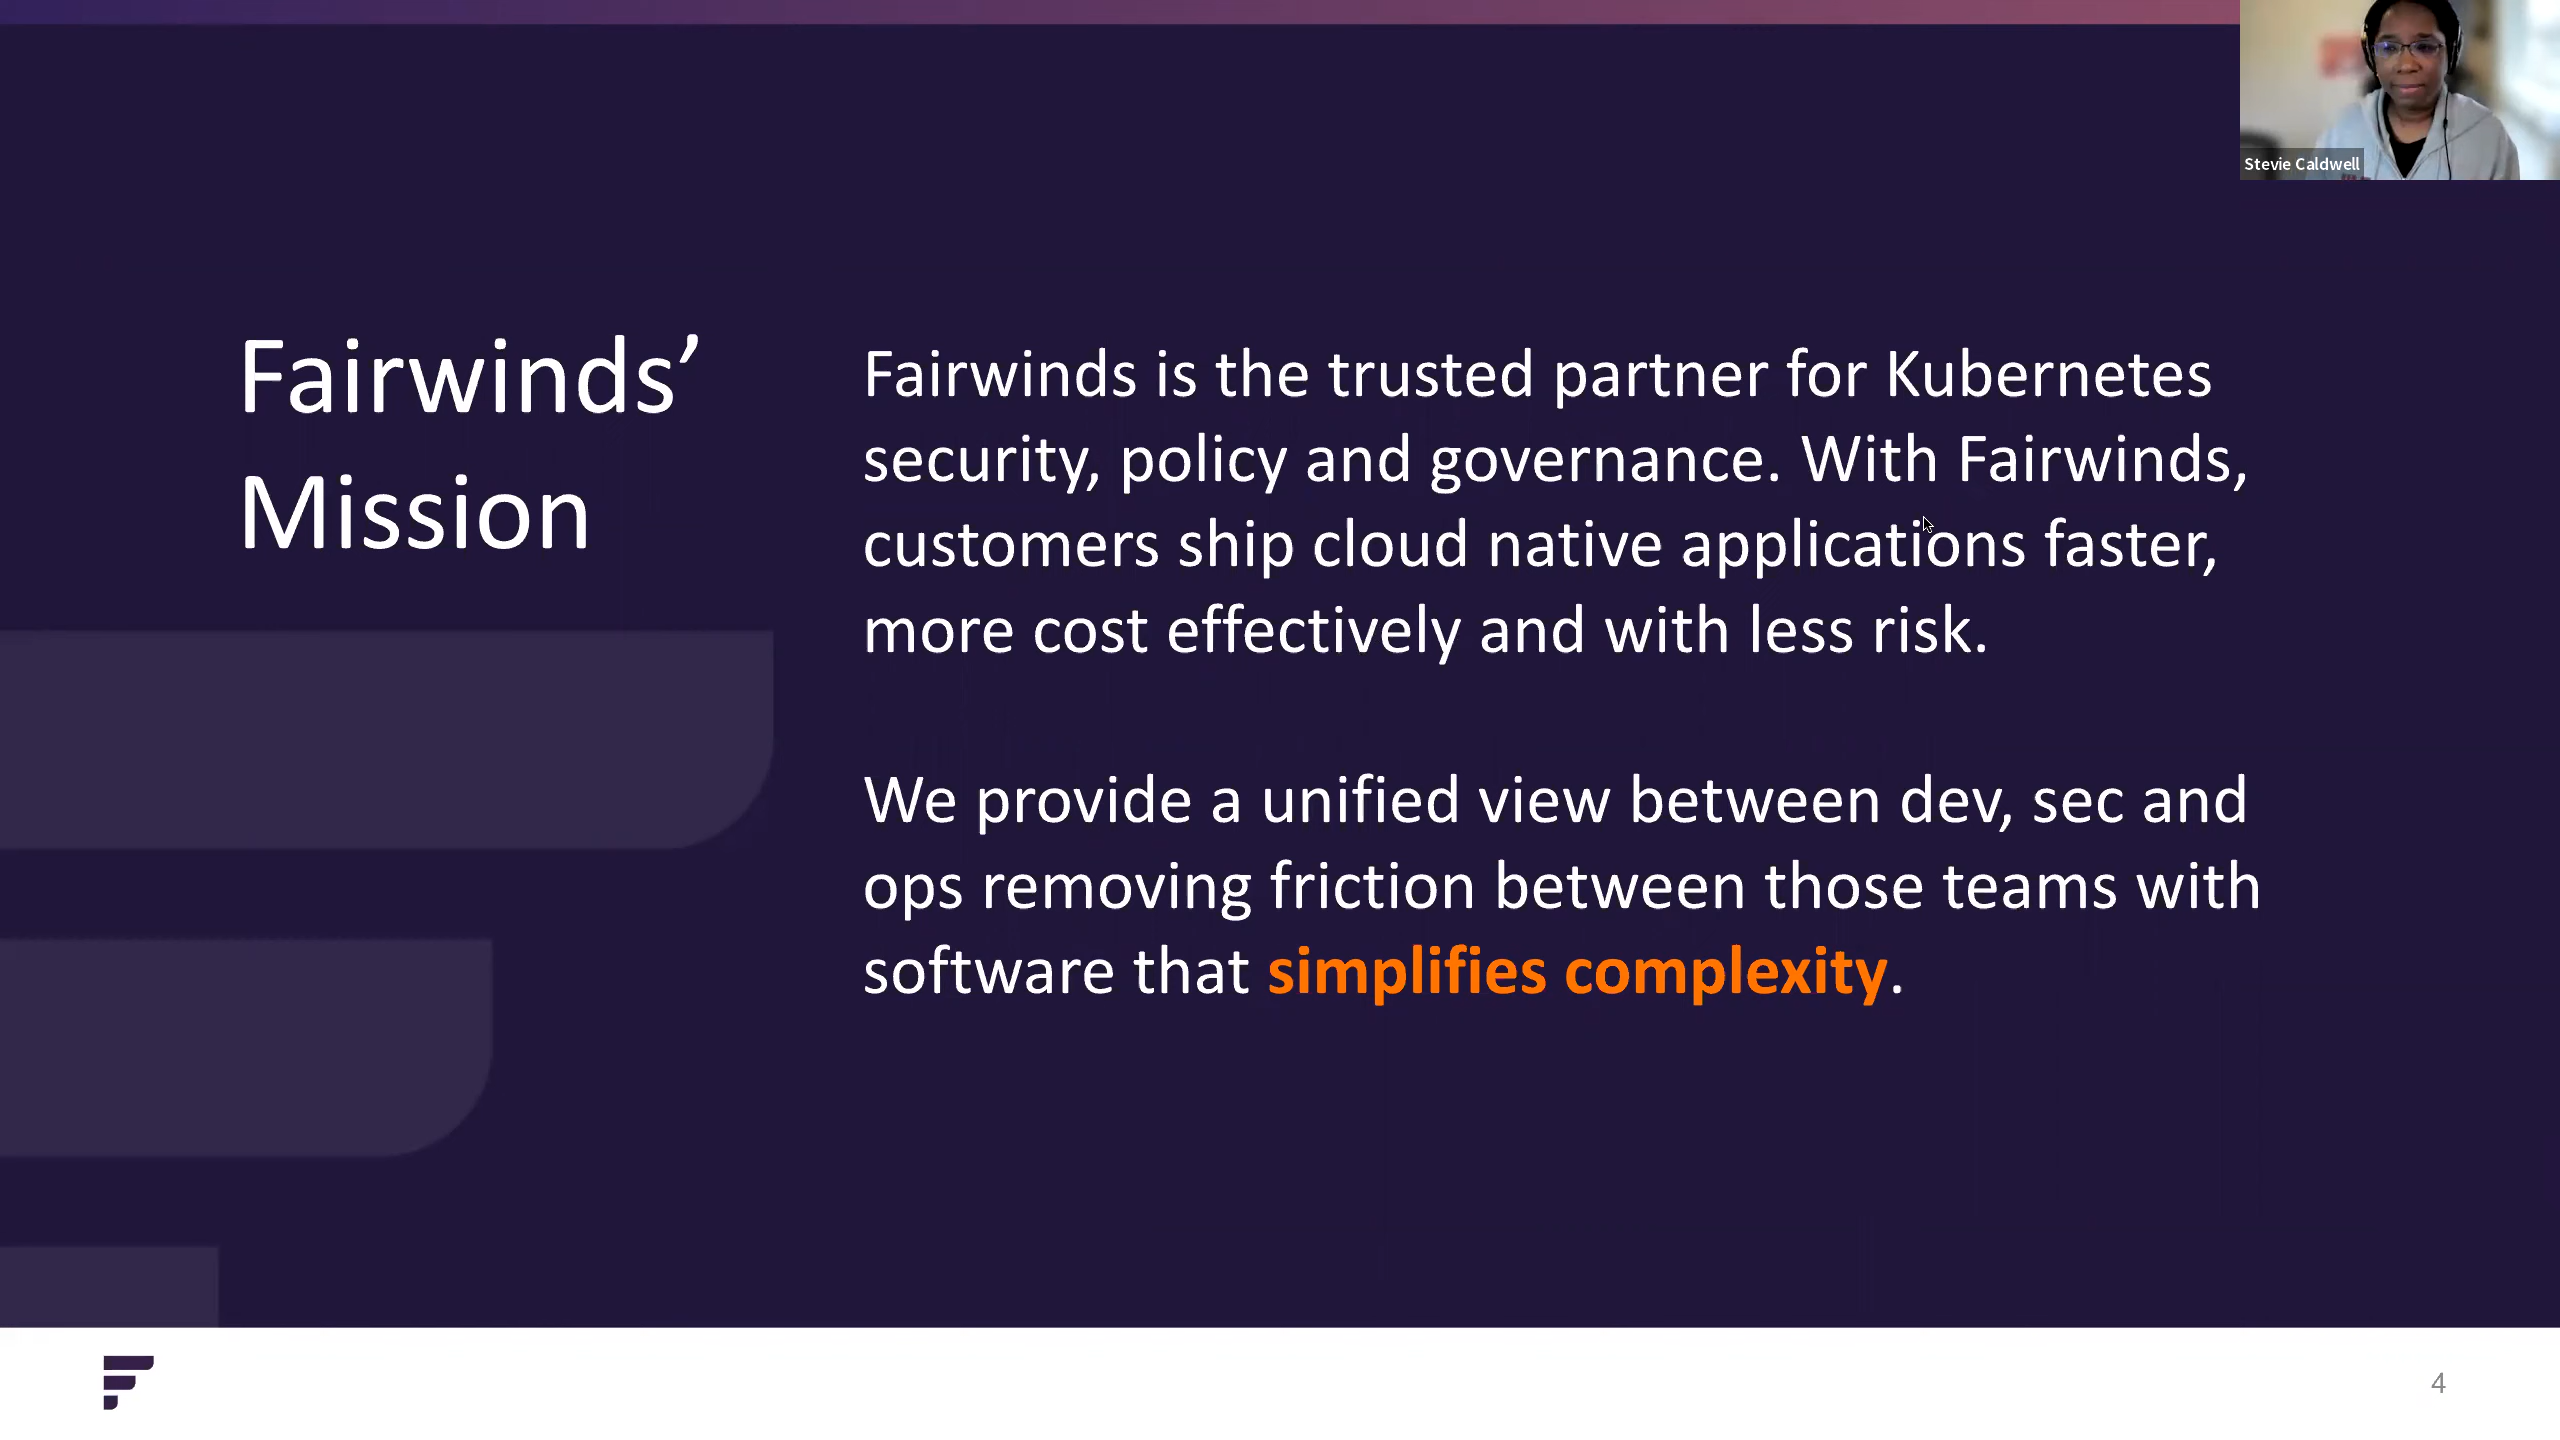 Stevie Caldwell
Fairwinds’
Mission
Fairwinds is the trusted partner for Kubernetes
security, policy and governance. With Fairwinds,
customers ship cloud native applications faster,
more cost effectively and with less risk.
We provide a unified view between dev, sec and
ops removing friction between those teams with
software that simplifies complexity.
4